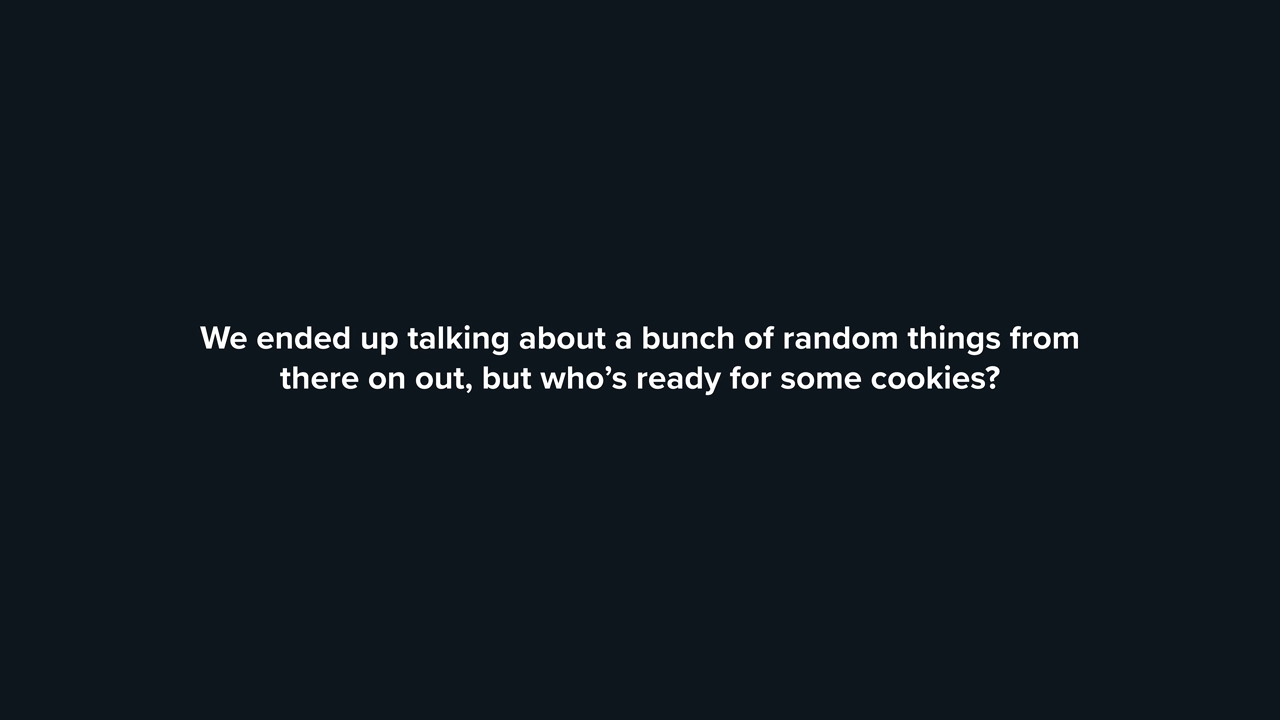 We ended up talking about a bunch of random things from
there on out, but who’s ready for some cookies?